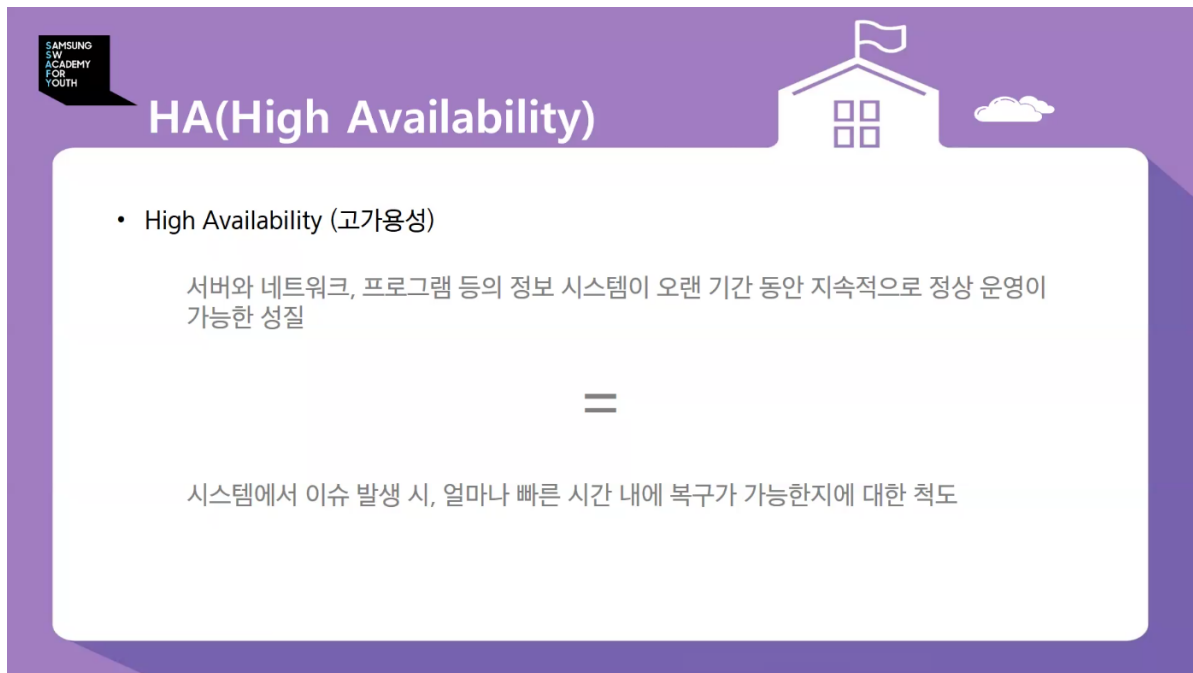 SAMSUNG
SW
ACADEMY
FOR
YOUTH
HA(High Availability)
• High Availability (고가용성)
서버와 네트워크, 프로그램 등의 정보 시스템이 오랜 기간 동안 지속적으로 정상 운영이
가능한 성질
=
시스템에서 이슈 발생 시, 얼마나 빠른 시간 내에 복구가 가능한지에 대한 척도